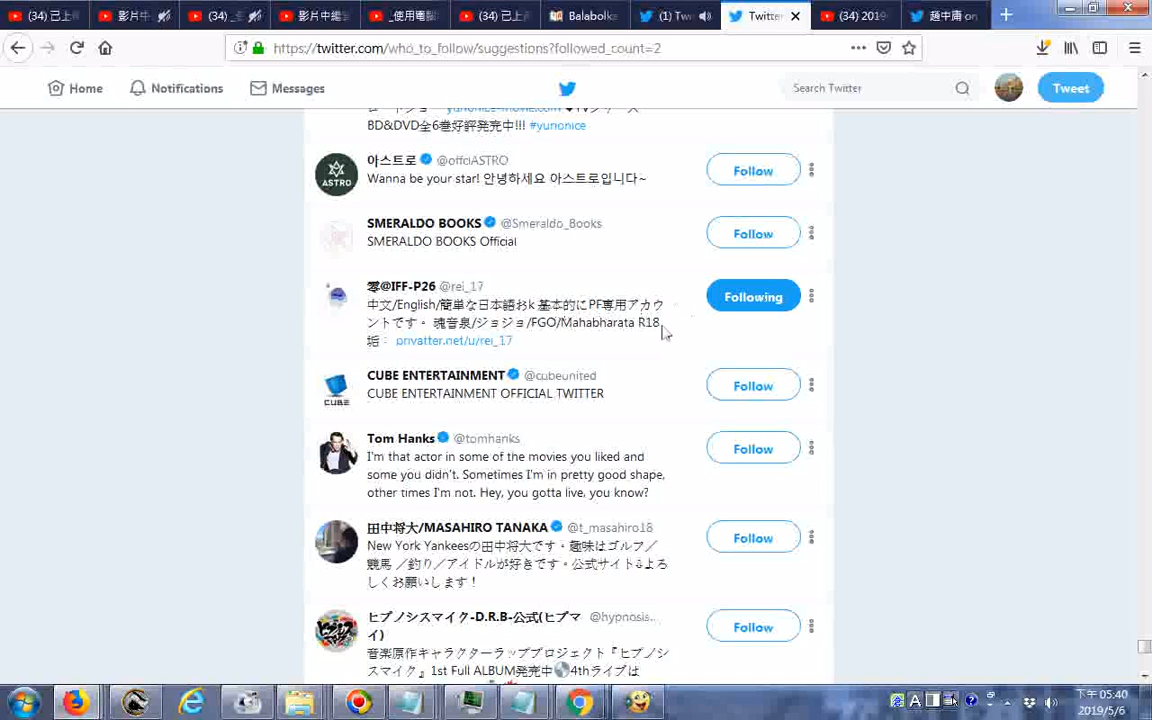 (34) 已上
影片中
(34) _
影片中繼
_使用電腦
(34) 已上
Balabolka
(1) Tw
Twitter
(34) 2019
趙中庸 on
https://twitter.com/who_to_follow/suggestions?followed_count=2
Home
Notifications
Messages
Search Twitter
Tweet
BD&DVD全6巻好評発売中!!! #yunonice
아스트로 @offclASTRO
Wanna be your star! 안녕하세요 아스트로입니다~
Follow
SMERALDO BOOKS @Smeraldo_Books
SMERALDO BOOKS Official
Follow
零@IFF-P26 @rei_17
中文/English/簡単な日本語おk 基本的にPF専用アカウ
ントです。 魂音泉/ジョジョ/FGO/Mahabharata R18
垢： privatter.net/u/rei_17
Following
CUBE ENTERTAINMENT @cubeunited
CUBE ENTERTAINMENT OFFICIAL TWITTER
Follow
Tom Hanks @tomhanks
I'm that actor in some of the movies you liked and
some you didn't. Sometimes I'm in pretty good shape,
other times I'm not. Hey, you gotta live, you know?
Follow
田中将大/MASAHIRO TANAKA @t_masahiro18
New York Yankeesの田中将大です。趣味はゴルフ／
競馬 ／釣り／アイドルが好きです。公式サイト⇩よろ
しくお願いします！
Follow
ヒプノシスマイク-D.R.B-公式(ヒプマ @hypnosis..
イ)
音楽原作キャラクターラッププロジェクト『ヒプノシ
スマイク』1st Full ALBUM発売中 4thライブは
Follow
下午 05:40
2019/5/6